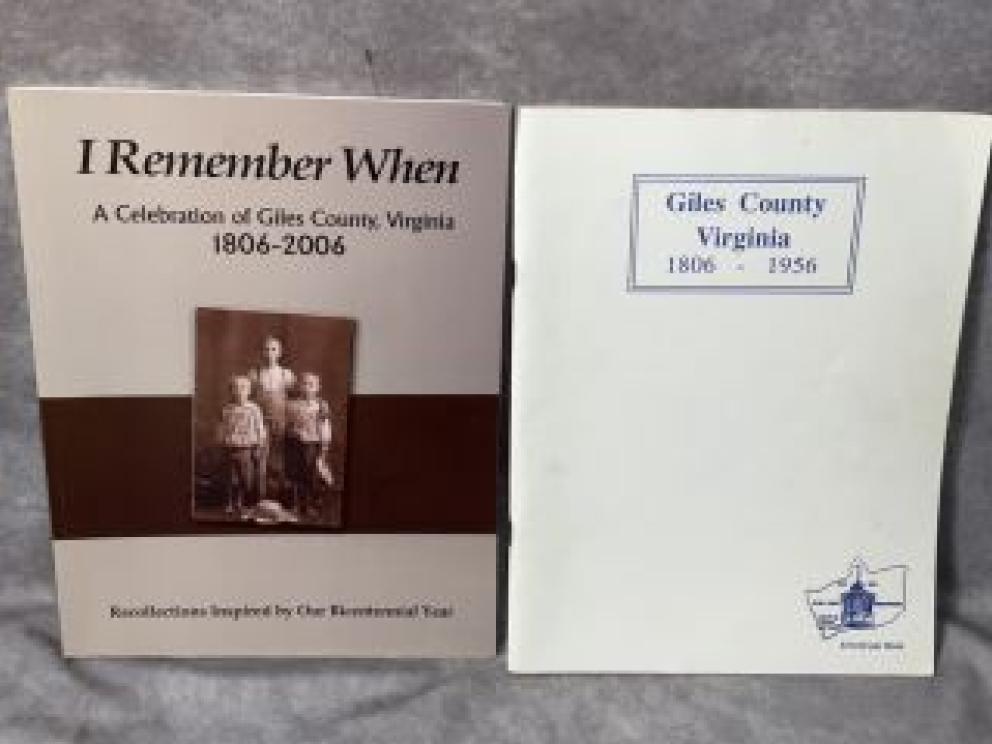 I Remember When
A Celebration of Giles County, Virginia
1806-2006
Recollections Inspired by Our Bicentennial Year
Giles County
Virginia
1806 - 1956